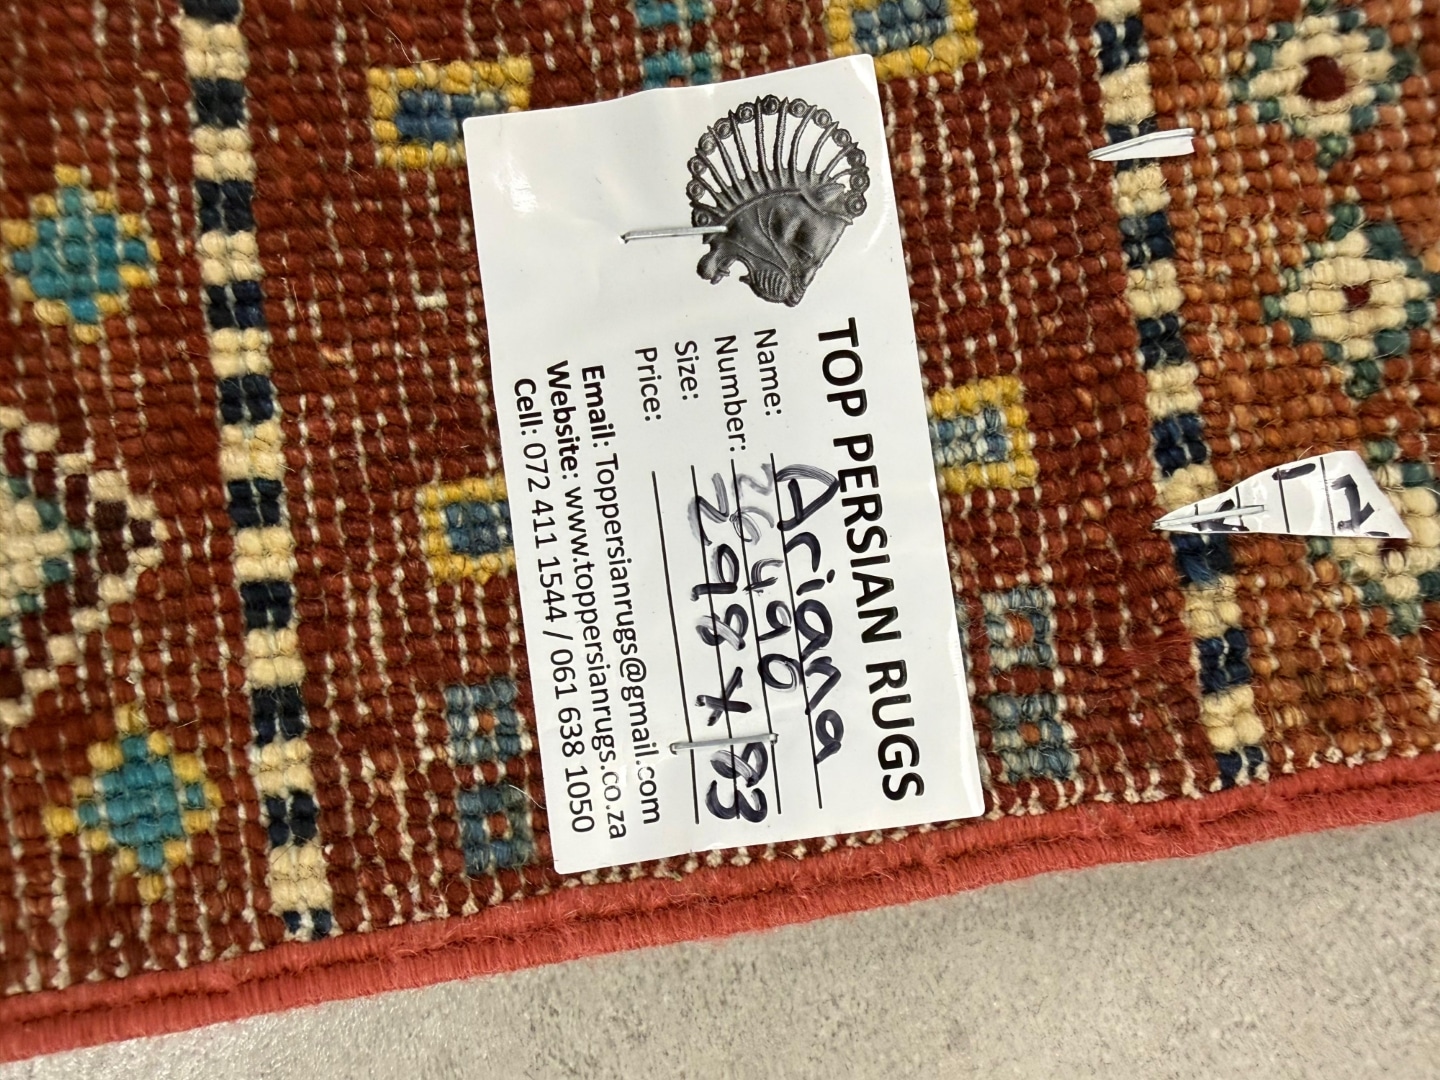 TOP PERSIAN RUGS
Name: Ariana
Number: 26490
Size: 298 x 83
Price:
Email: Toppersianrugs@gmail.com
Website: www.toppersianrugs.co.za
Cell: 072 411 1544 / 061 638 1050